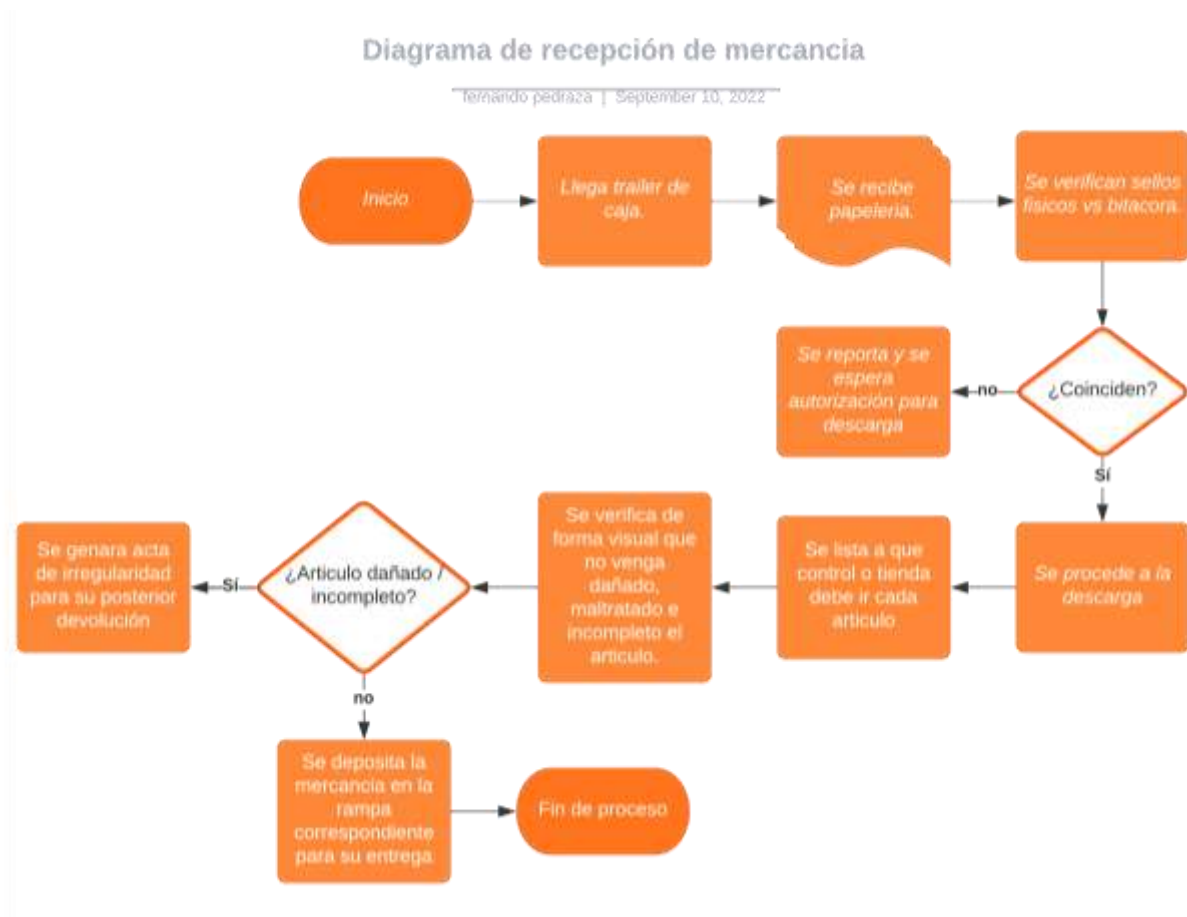 Diagrama de recepción de mercancia
fernando pedraza | September 10, 2022
Inicio
Llega trailer de
caja.
Se recibe
papeleria.
Se verifican sellos
fisicos vs bitacora.
¿Coinciden?
no
Se reporta y se
espera
autorización para
descarga
Sí
Se procede a la
descarga
Se lista a que
control o tienda
debe ir cada
articulo
Se verifica de
forma visual que
no venga
dañado,
maltratado e
incompleto el
articulo.
¿Articulo dañado /
incompleto?
Sí
Se genara acta
de irregularidad
para su posterior
devolución
no
Se deposita la
mercancia en la
rampa
correspondiente
para su entrega
Fin de proceso